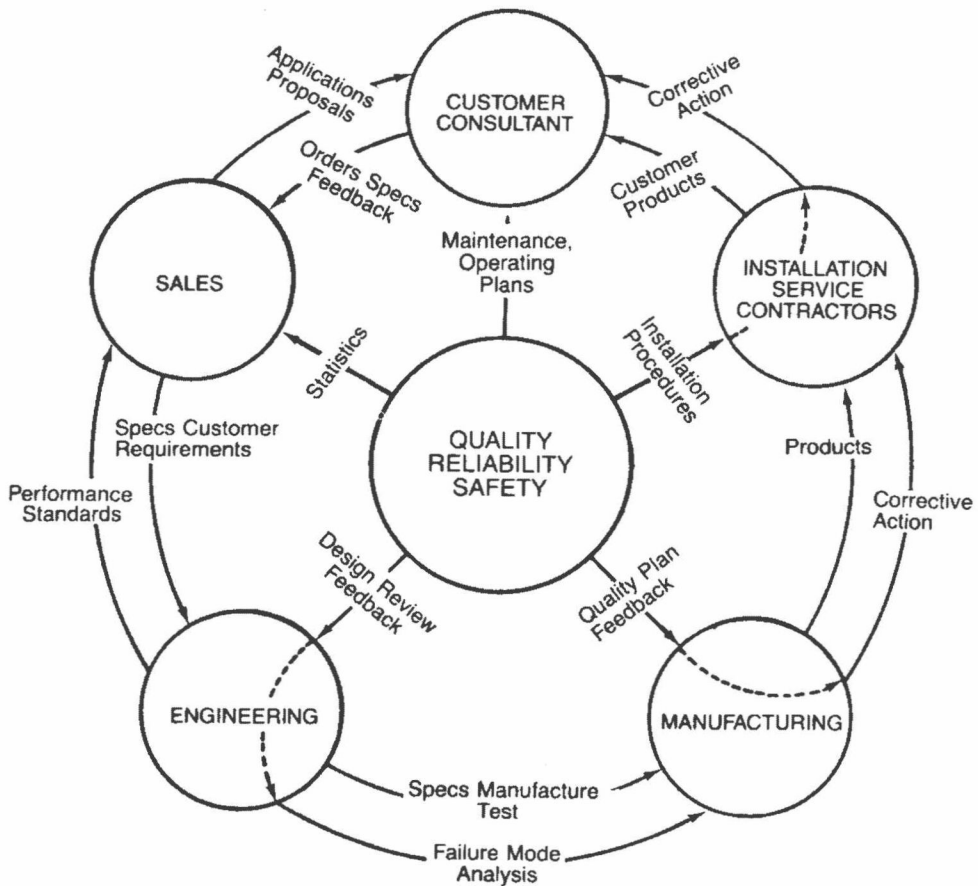 Applications
Proposals
CUSTOMER
CONSULTANT
Corrective
Action
Orders Specs
Feedback
Customer
Products
Maintenance,
Operating
Plans
SALES
INSTALLATION
SERVICE
CONTRACTORS
Statistics
Installation
Procedures
Specs Customer
Requirements
QUALITY
RELIABILITY
SAFETY
Products
Performance
Standards
Corrective
Action
Design Review
Feedback
Quality Plan
Feedback
ENGINEERING
MANUFACTURING
Specs Manufacture
Test
Failure Mode
Analysis